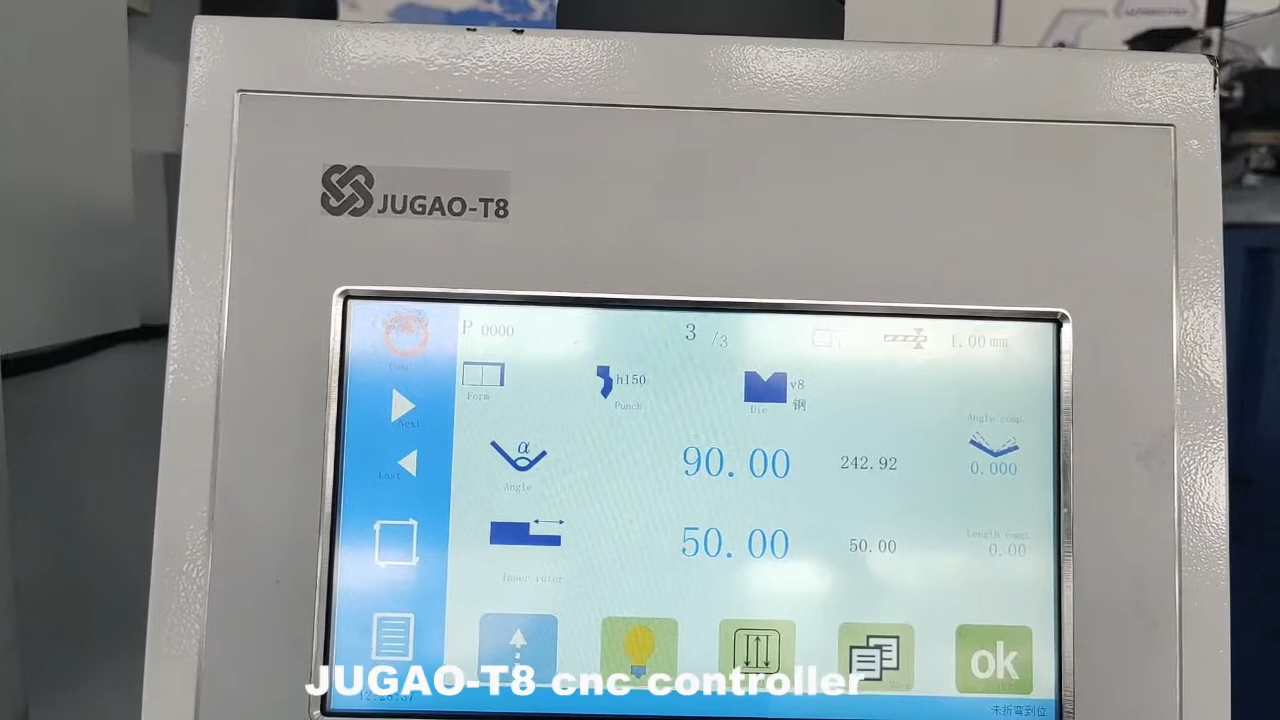 JUGAO-T8
P 0000
3 /3
1.00 mm
h150
v8
Form
Punch
Die
钢
Angle comp.
α
90.00
242.92
0.000
Angle
Next
Last
50.00
50.00
Length comp.
0.00
Inner ruler
ok
JUGAO-T8 cnc controller
未折弯到位